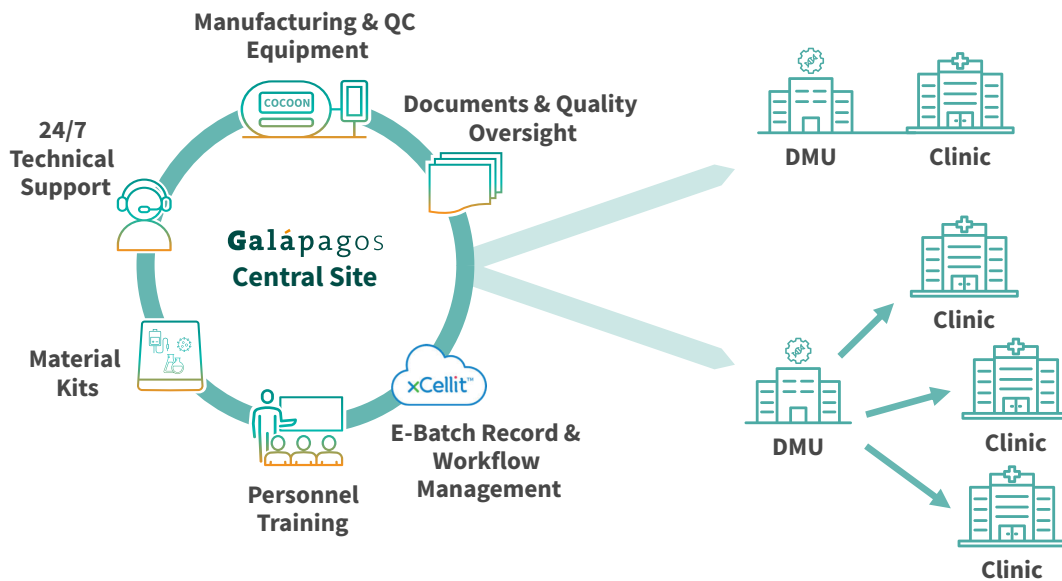 Manufacturing & QC
Equipment
COCOON
Documents & Quality
Oversight
24/7
Technical
Support
Galápagos
Central Site
Material
Kits
xCellit™
E-Batch Record &
Workflow
Management
Personnel
Training
DMU
Clinic
Clinic
DMU
Clinic
Clinic